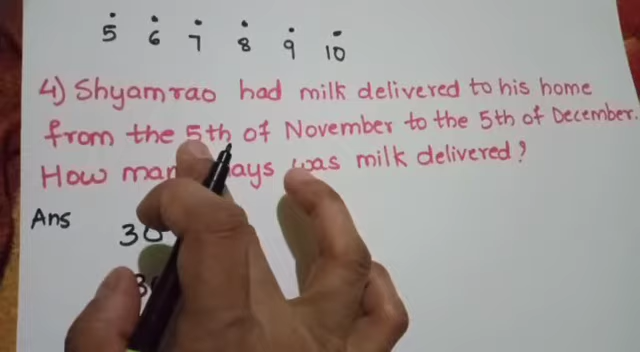 5 6 7 8 9 10
4) Shyamrao had milk delivered to his home
from the 5th of November to the 5th of December.
How was milk delivered?
Ans 30